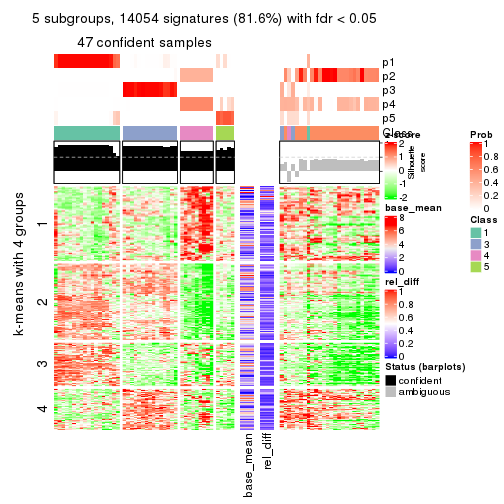 5 subgroups, 14054 signatures (81.6%) with fdr < 0.05
47 confident samples
p1
p2
p3
p4
p5
Class
k-means with 4 groups
1
2
3
4
base_mean
rel_diff
z-score
2
1
0
-1
-2
Silhouette
score
base_mean
8
6
4
2
0
rel_diff
1
0.8
0.6
0.4
0.2
0
Status (barplots)
confident
ambiguous
Prob
1
0.8
0.6
0.4
0.2
0
Class
1
3
4
5